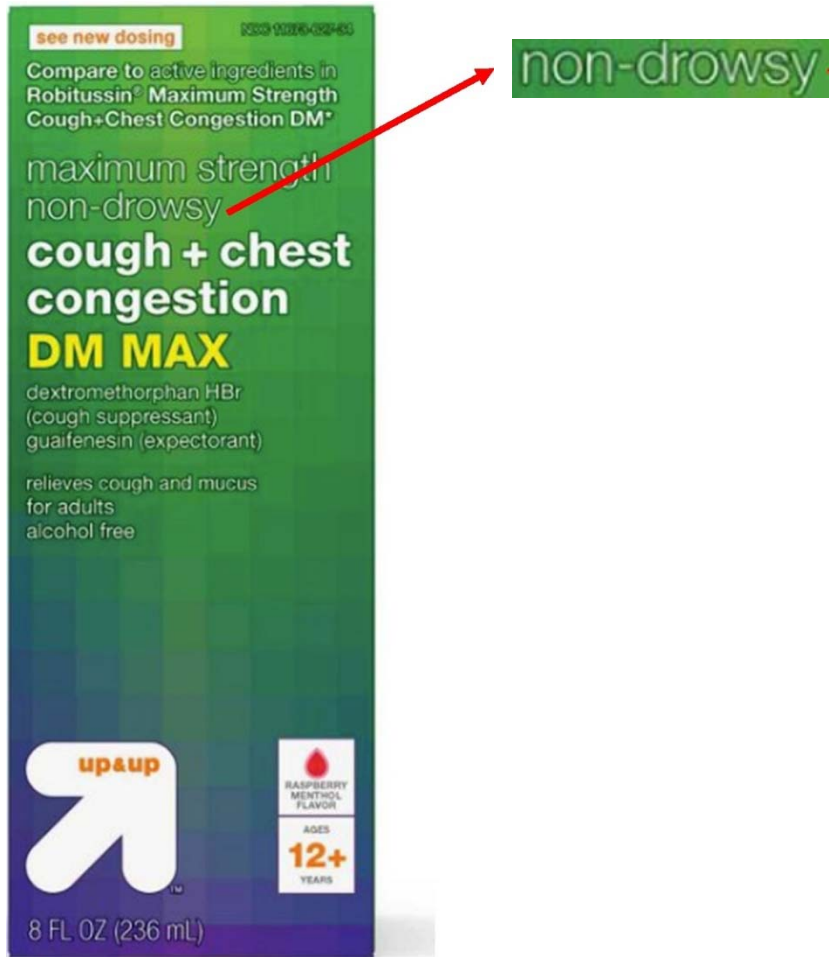 see new dosing
Compare to active ingredients in
Robitussin® Maximum Strength
Cough+Chest Congestion DM*
maximum strength
non-drowsy
cough + chest
congestion
DM MAX
dextromethorphan HBr
(cough suppressant)
guaifenesin (expectorant)
relieves cough and mucus
for adults
alcohol free
up&up
™
RASPBERRY
MENTHOL
FLAVOR
AGES
12+
YEARS
8 FL OZ (236 mL)
non-drowsy